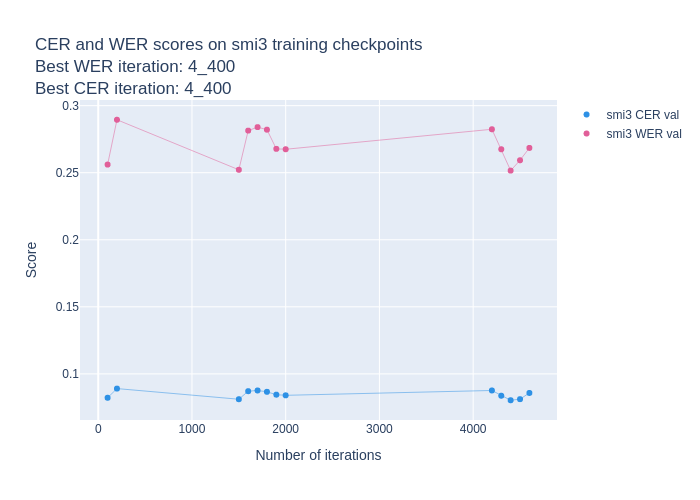 CER and WER scores on smi3 training checkpoints
Best WER iteration: 4_400
Best CER iteration: 4_400
0.3
0.25
0.2
0.15
0.1
Score
0
1000
2000
3000
4000
Number of iterations
smi3 CER val
smi3 WER val